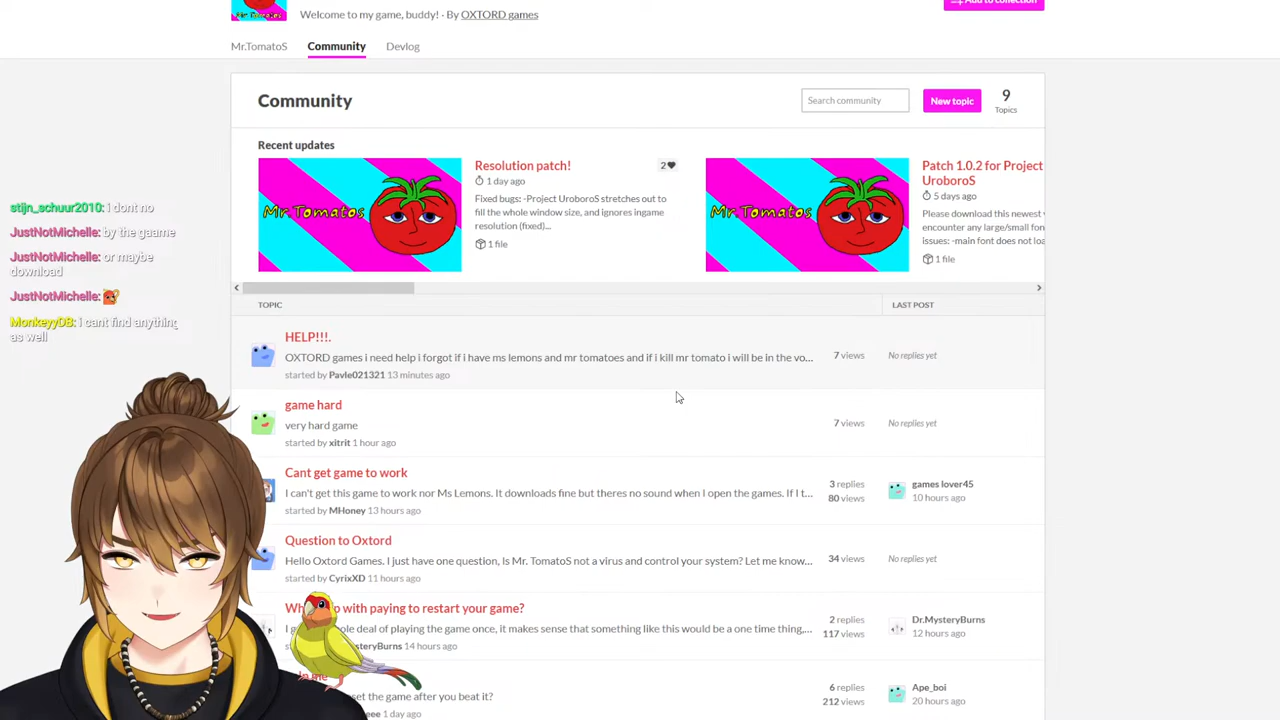 Add to collection
Welcome to my game, buddy! · By OXTORD games
Mr.TomatoS Community Devlog
Community
Search community
New topic
9
Topics
Recent updates
Mr Tomatos
Resolution patch!
2
1 day ago
Fixed bugs: -Project UroboroS stretches out to
fill the whole window size, and ignores ingame
resolution (fixed)...
1 file
Mr Tomatos
Patch 1.0.2 for Project
UroboroS
5 days ago
Please download this newest
encounter any large/small
issues: -main font does not loa
1 file
stijn_schuur2010: i dont no
JustNotMichelle: by the gaame
JustNotMichelle: or maybe
download
JustNotMichelle:
MonkeyyDB: i cant find anything
as well
TOPIC LAST POST
HELP!!!.
OXTORD games i need help i forgot if i have ms lemons and mr tomatoes and if i kill mr tomato i will be in the vo...
started by Pavle021321 13 minutes ago
7 views
No replies yet
game hard
very hard game
started by xitrit 1 hour ago
7 views
No replies yet
Cant get game to work
I can't get this game to work nor Ms Lemons. It downloads fine but theres no sound when I open the games. If I t...
started by MHoney 13 hours ago
3 replies
80 views
games lover45
10 hours ago
Question to Oxtord
Hello Oxtord Games. I just have one question, Is Mr. TomatoS not a virus and control your system? Let me know...
started by CyrixXD 11 hours ago
34 views
No replies yet
with paying to restart your game?
deal of playing the game once, it makes sense that something like this would be a one time thing,...
14 hours ago
2 replies
117 views
Dr.MysteryBurns
12 hours ago
the game after you beat it?
1 day ago
6 replies
212 views
Ape_boi
20 hours ago